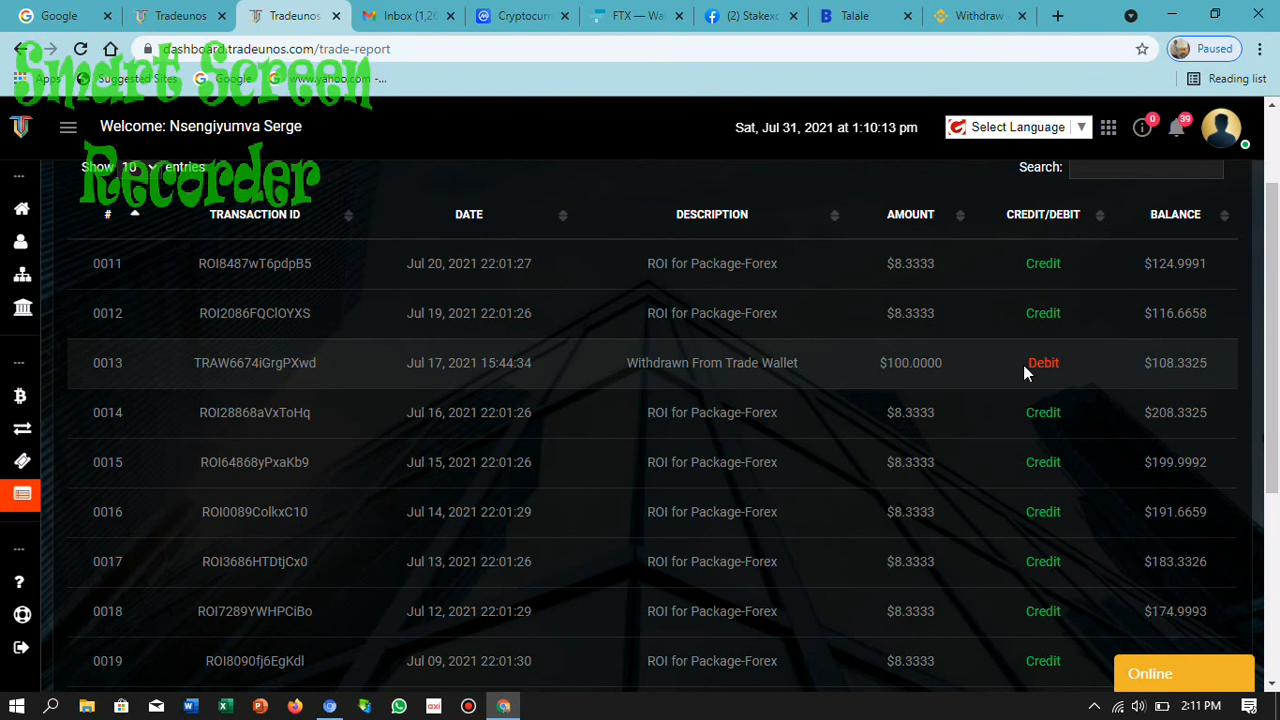 Google
Tradeunos
Tradeunos
Inbox (1,26
Cryptocurr
FTX — Wa
(2) Stakexc
Talale
Withdraw
dashboard.tradeunos.com/trade-report
Paused
Smart Screen
Recorder
Apps
Suggested Sites
Google
www.yahoo.com -...
Reading list
Welcome: Nsengiyumva Serge
Sat, Jul 31, 2021 at 1:10:13 pm
Select Language
0
39
Show 10 entries
Search:
# TRANSACTION ID DATE DESCRIPTION AMOUNT CREDIT/DEBIT BALANCE
0011 ROI8487wT6pdpB5 Jul 20, 2021 22:01:27 ROI for Package-Forex $8.3333 Credit $124.9991
0012 ROI2086FQClOYXS Jul 19, 2021 22:01:26 ROI for Package-Forex $8.3333 Credit $116.6658
0013 TRAW6674iGrgPXwd Jul 17, 2021 15:44:34 Withdrawn From Trade Wallet $100.0000 Debit $108.3325
0014 ROI28868aVxToHq Jul 16, 2021 22:01:26 ROI for Package-Forex $8.3333 Credit $208.3325
0015 ROI64868yPxaKb9 Jul 15, 2021 22:01:26 ROI for Package-Forex $8.3333 Credit $199.9992
0016 ROI0089ColkxC10 Jul 14, 2021 22:01:29 ROI for Package-Forex $8.3333 Credit $191.6659
0017 ROI3686HTDtjCx0 Jul 13, 2021 22:01:26 ROI for Package-Forex $8.3333 Credit $183.3326
0018 ROI7289YWHPCiBo Jul 12, 2021 22:01:29 ROI for Package-Forex $8.3333 Credit $174.9993
0019 ROI8090fj6EgKdl Jul 09, 2021 22:01:30 ROI for Package-Forex $8.3333 Credit
Online
2:11 PM